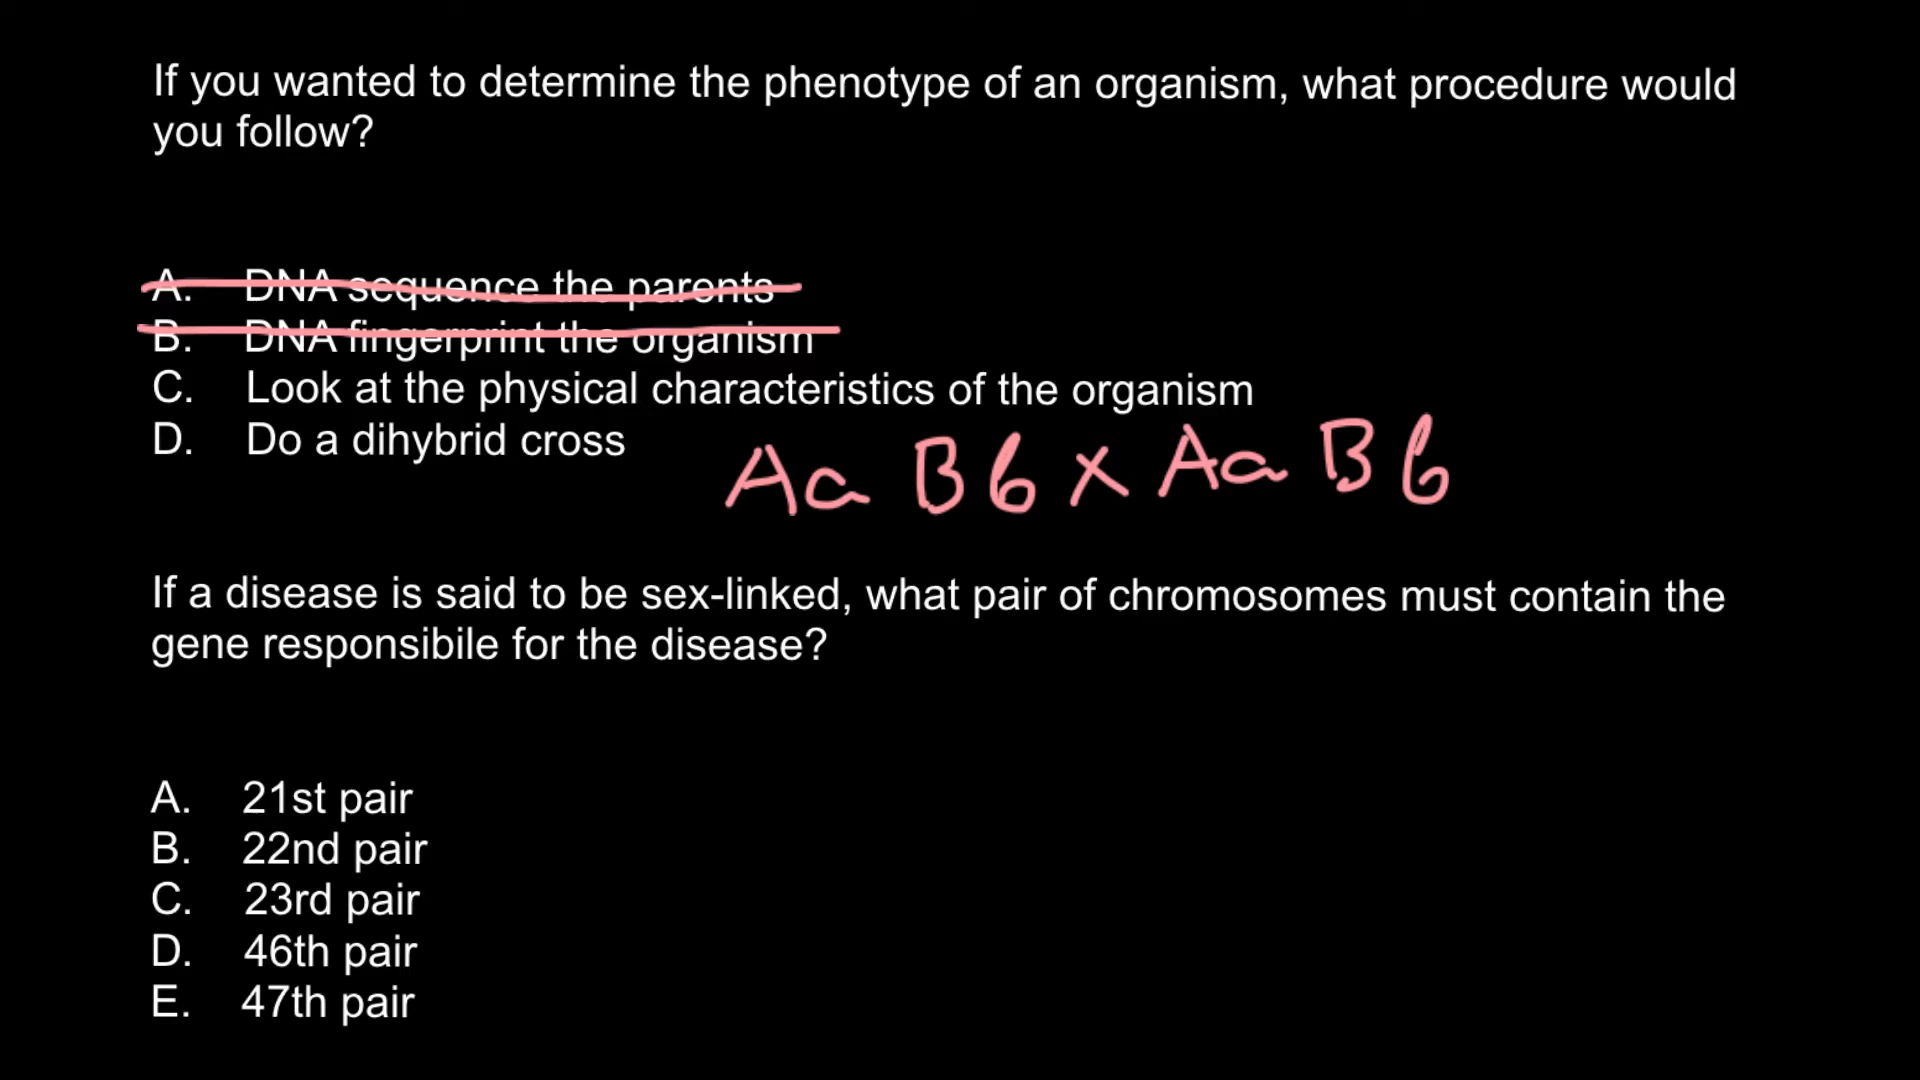 If you wanted to determine the phenotype of an organism, what procedure would
you follow?
A. DNA sequence the parents
B. DNA fingerprint the organism
C. Look at the physical characteristics of the organism
D. Do a dihybrid cross
Aa Bb x Aa Bb
If a disease is said to be sex-linked, what pair of chromosomes must contain the
gene responsibile for the disease?
A. 21st pair
B. 22nd pair
C. 23rd pair
D. 46th pair
E. 47th pair